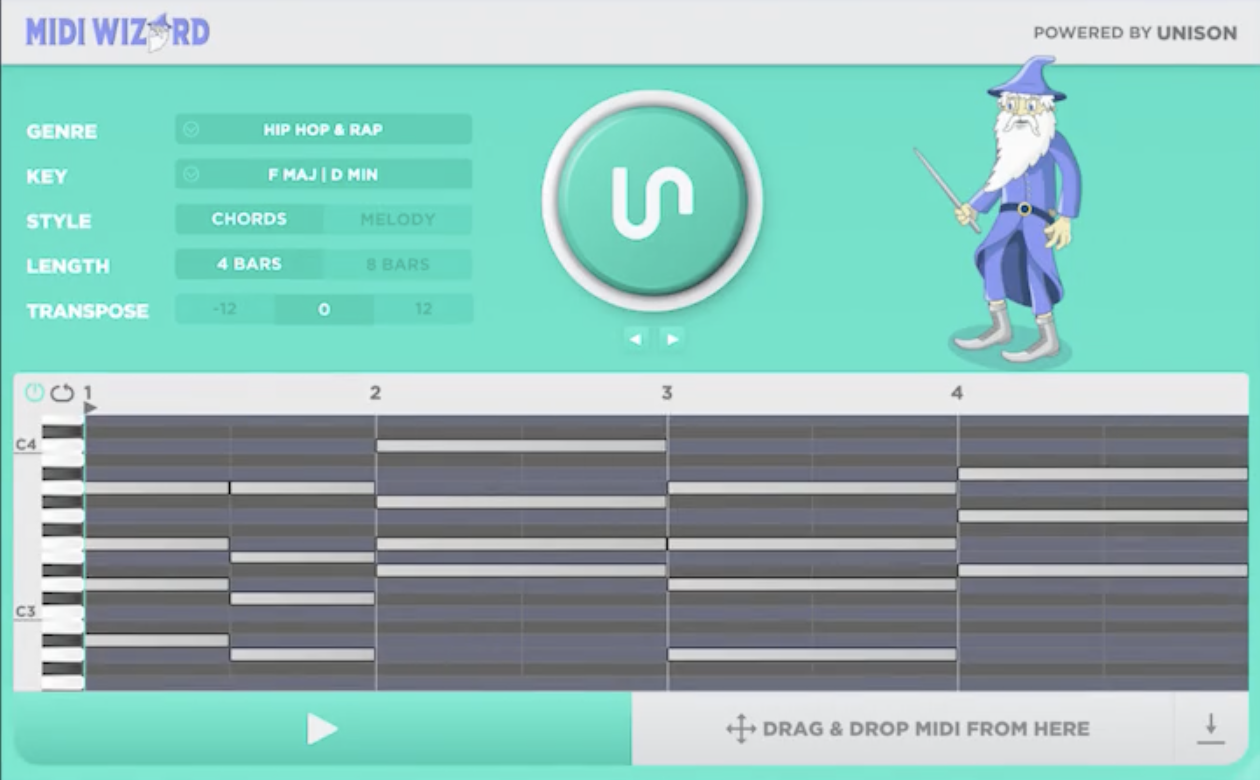 MIDI WIZARD
POWERED BY UNISON
GENRE HIP HOP & RAP
KEY F MAJ | D MIN
STYLE CHORDS MELODY
LENGTH 4 BARS 8 BARS
TRANSPOSE -12 0 12
1 2 3 4
C4
C3
DRAG & DROP MIDI FROM HERE